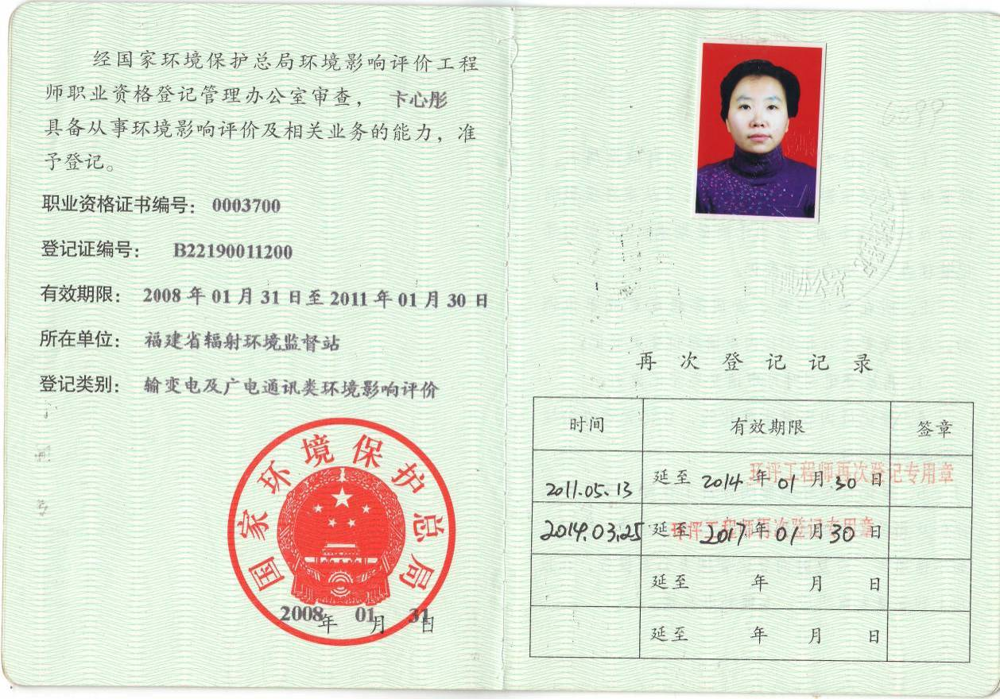 经国家环境保护总局环境影响评价工程
师职业资格登记管理办公室审查， 卞心彤
具备从事环境影响评价及相关业务的能力，准
予登记。
职业资格证书编号： 0003700
登记证编号： B22190011200
有效期限： 2008 年 01 月 31 日至 2011 年 01 月 30 日
所在单位： 福建省辐射环境监督站
登记类别： 输变电及广电通讯类环境影响评价
国家环境保护总局
2008年 01月 31日
再次登记记录
时间 有效期限 签章
2011.05.13 延至 2014 年 01 月 30 日
环评工程师再次登记专用章
2014.03.25 延至 2017 年 01 月 30 日
环评工程师再次登记专用章
延至 年 月 日
延至 年 月 日